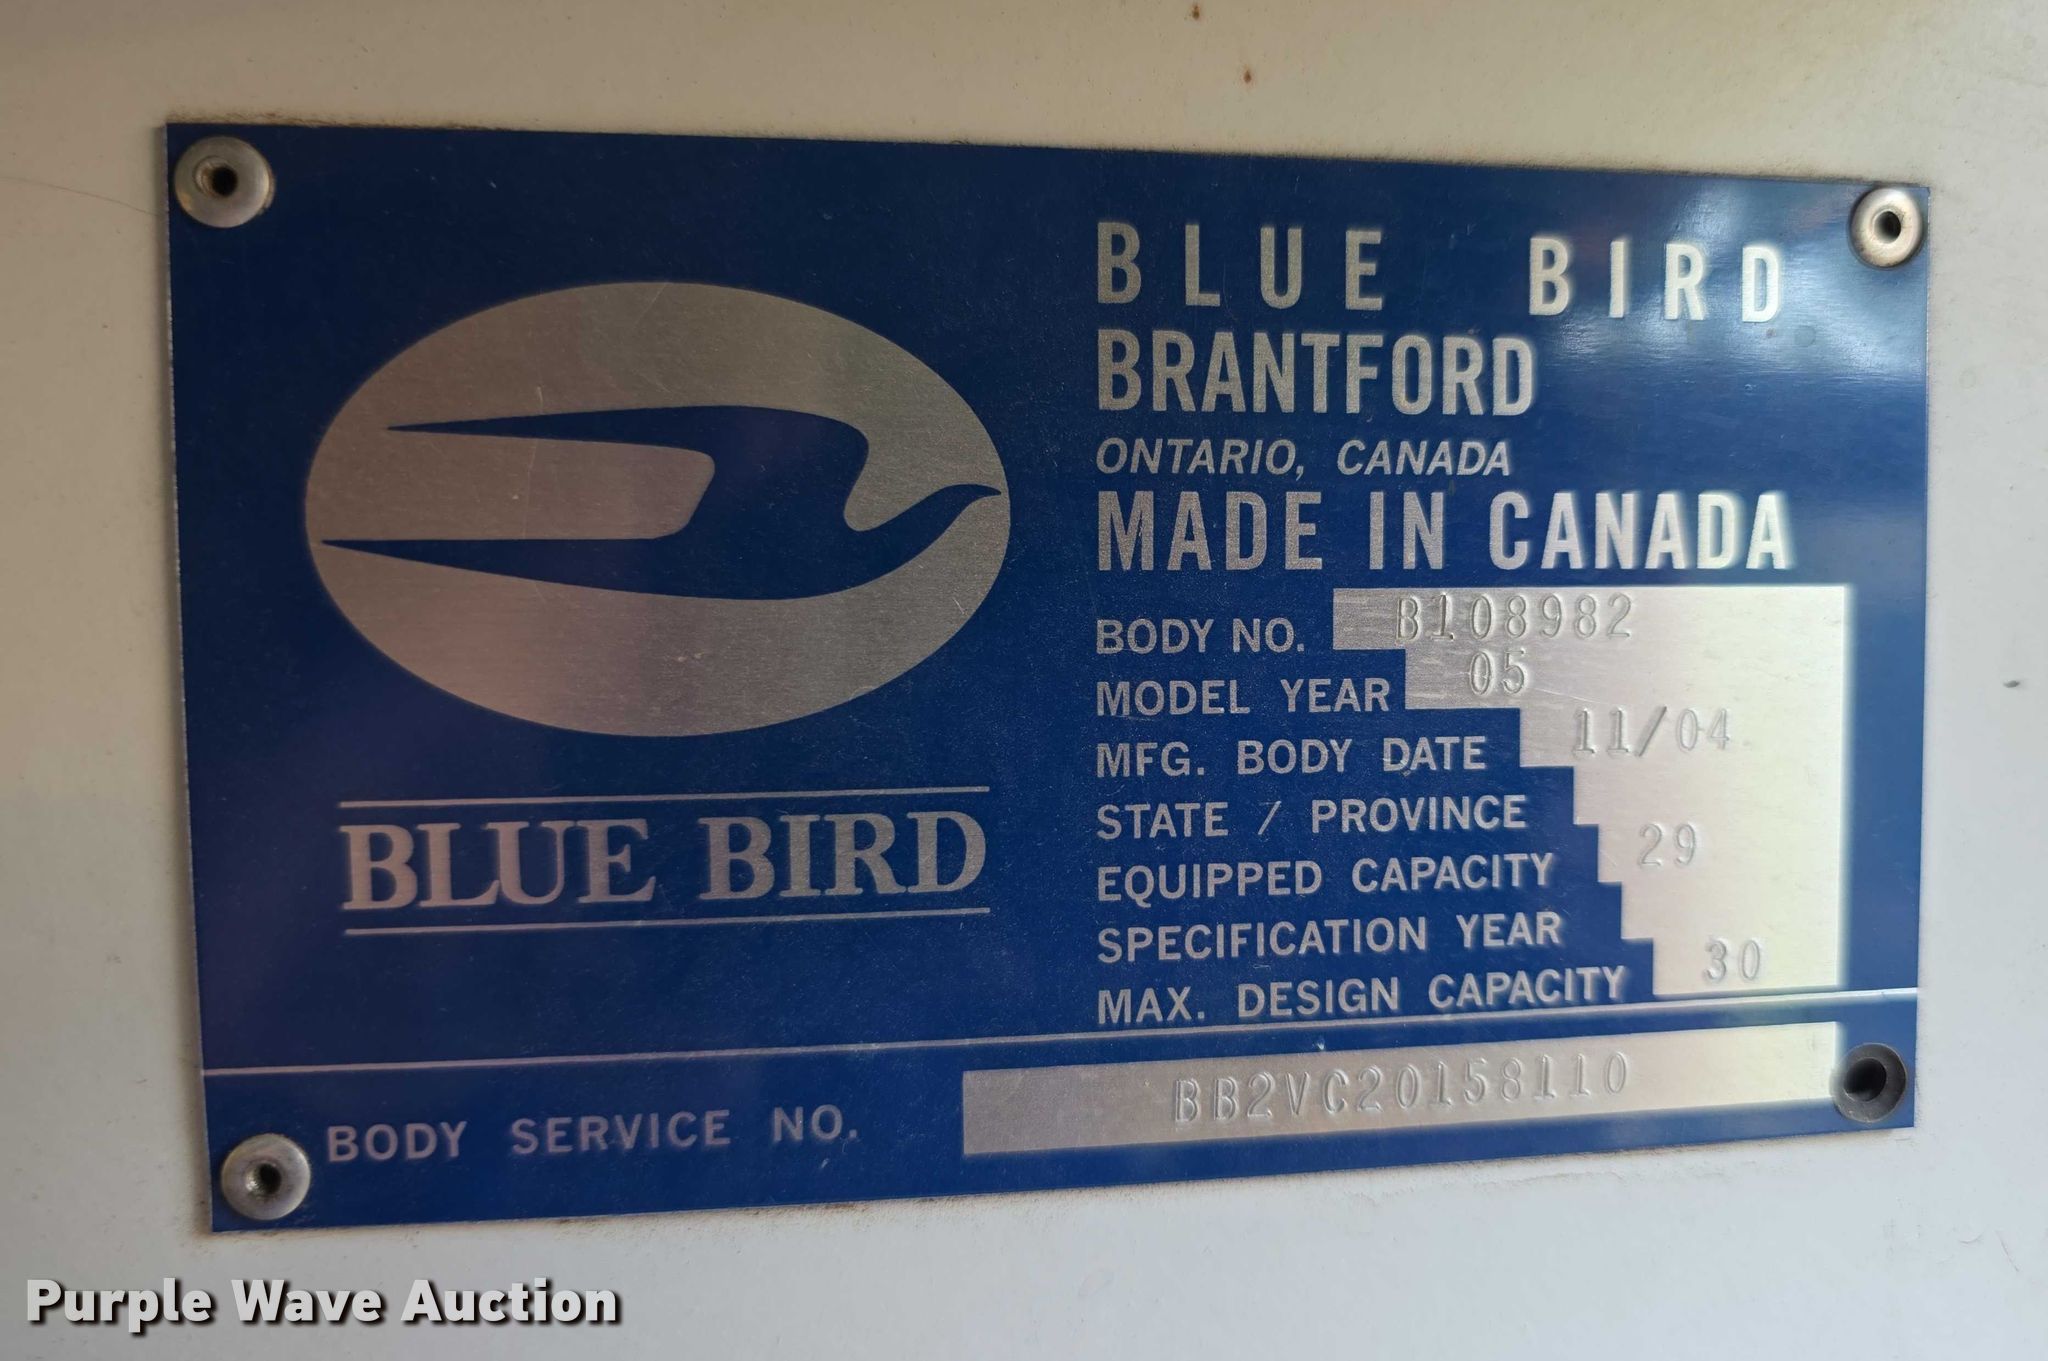 BLUE BIRD
BLUE BIRD
BRANTFORD
ONTARIO, CANADA
MADE IN CANADA
BODY NO. B108982
MODEL YEAR 05
MFG. BODY DATE 11/04
STATE / PROVINCE
EQUIPPED CAPACITY 29
SPECIFICATION YEAR
MAX. DESIGN CAPACITY 30
BODY SERVICE NO. BB2VC20158110
Purple Wave Auction